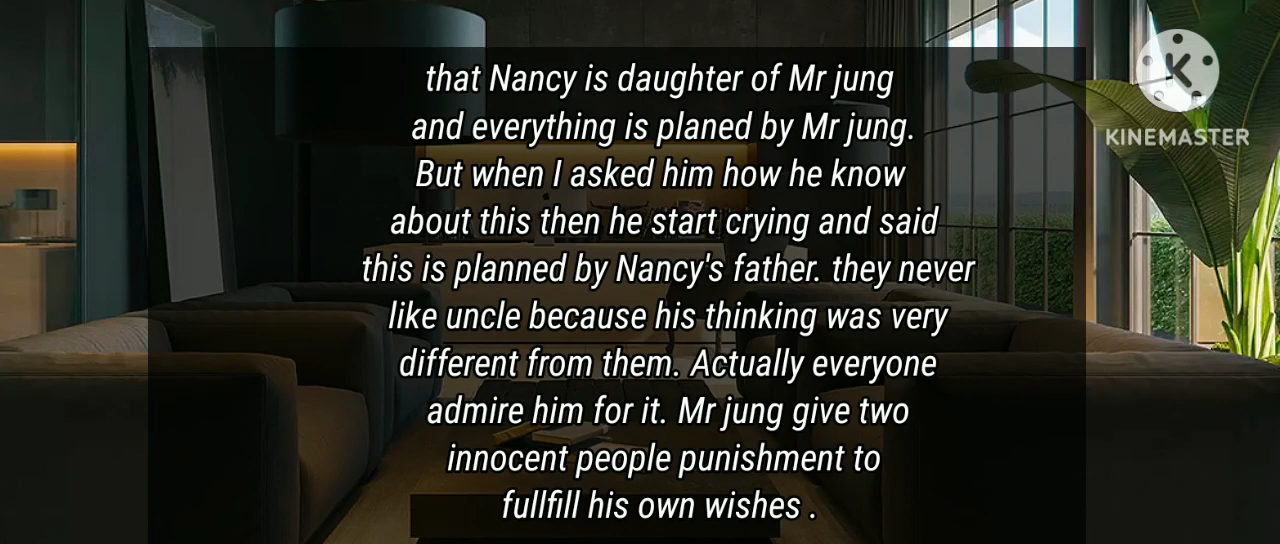 that Nancy is daughter of Mr jung
and everything is planed by Mr jung.
But when I asked him how he know
about this then he start crying and said
this is planned by Nancy's father. they never
like uncle because his thinking was very
different from them. Actually everyone
admire him for it. Mr jung give two
innocent people punishment to
fullfill his own wishes .
K
KINEMASTER